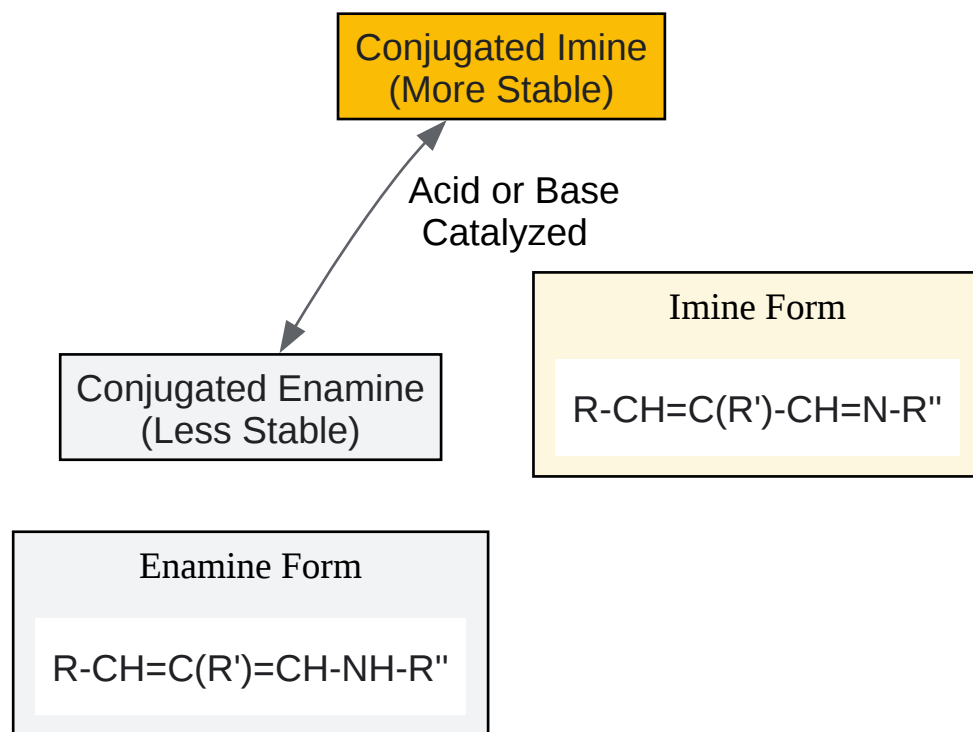 Conjugated Imine
(More Stable)
Acid or Base
Catalyzed
Imine Form
R-CH=C(R')-CH=N-R"
Conjugated Enamine
(Less Stable)
Enamine Form
R-CH=C(R')=CH-NH-R"